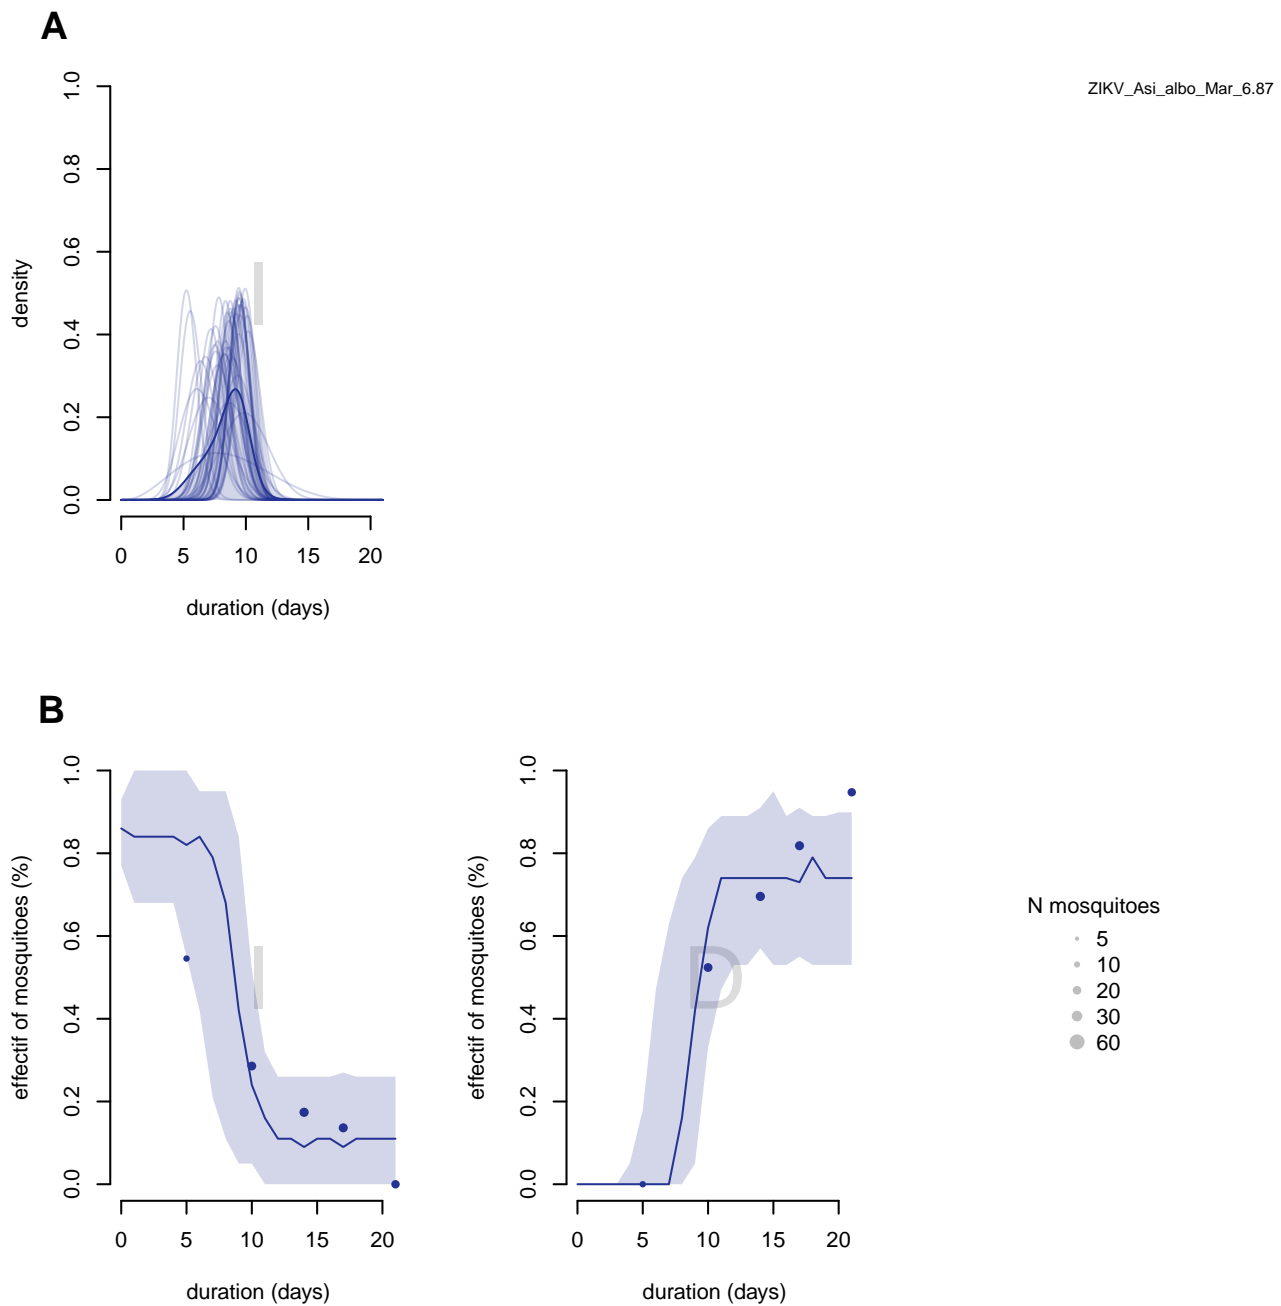 A
ZIKV_Asi_albo_Mar_6.87
density
1.0
0.8
0.6
0.4
0.2
0.0
I
0 5 10 15 20
duration (days)
B
effectif of mosquitoes (%)
1.0
0.8
0.6
0.4
0.2
0.0
I
0 5 10 15 20
duration (days)
effectif of mosquitoes (%)
1.0
0.8
0.6
0.4
0.2
0.0
D
0 5 10 15 20
duration (days)
N mosquitoes
5
10
20
30
60